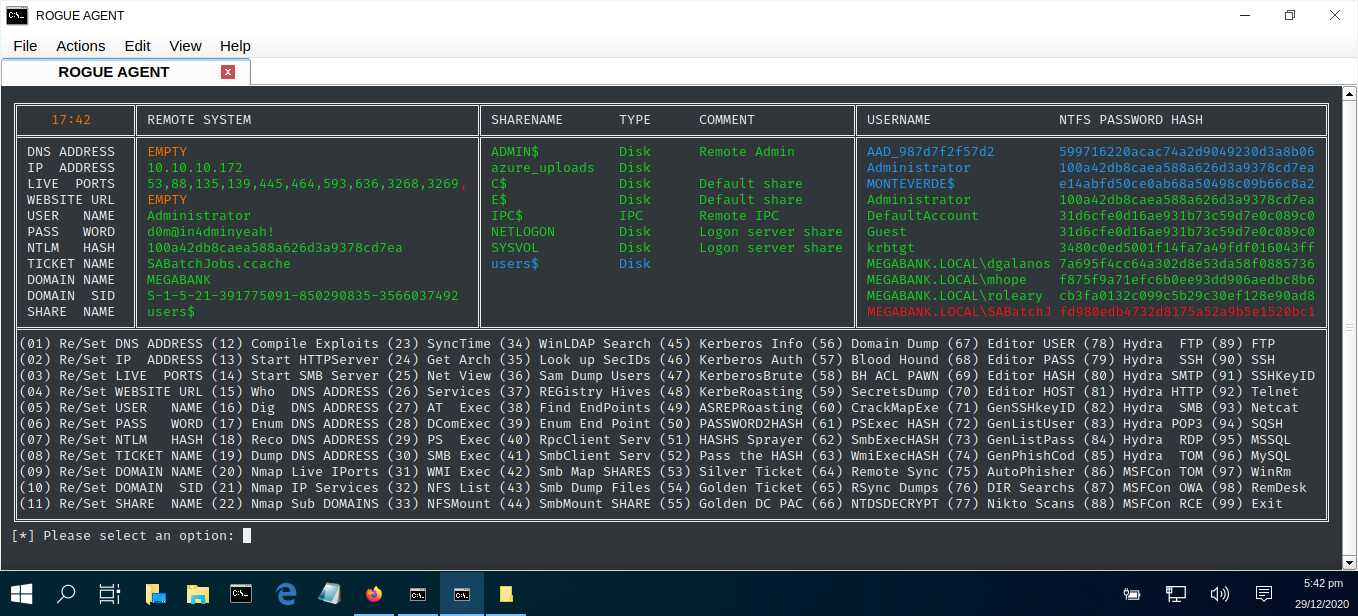 ROGUE AGENT
File Actions Edit View Help
ROGUE AGENT x
17:42 REMOTE SYSTEM SHARENAME TYPE COMMENT USERNAME NTFS PASSWORD HASH
DNS ADDRESS EMPTY ADMIN$ Disk Remote Admin AAD_987d7f2f57d2 599716220acac74a2d9049230d3a8b06
IP ADDRESS 10.10.10.172 azure_uploads Disk Administrator 100a42db8caea588a626d3a9378cd7ea
LIVE PORTS 53,88,135,139,445,464,593,636,3268,3269, C$ Disk Default share MONTEVERDE$ e14abfd50ce0ab68a50498c09b66c8a2
WEBSITE URL EMPTY E$ Disk Default share Administrator 100a42db8caea588a626d3a9378cd7ea
USER NAME Administrator IPC$ IPC Remote IPC DefaultAccount 31d6cfe0d16ae931b73c59d7e0c089c0
PASS WORD d0m@in4dminyeah! NETLOGON Disk Logon server share Guest 31d6cfe0d16ae931b73c59d7e0c089c0
NTLM HASH 100a42db8caea588a626d3a9378cd7ea SYSVOL Disk Logon server share krbtgt 3480c0ed5001f14fa7a49fdf016043ff
TICKET NAME SABatchJobs.ccache users$ Disk MEGABANK.LOCAL\dgalanos 7a695f4cc64a302d8e53da58f0885736
DOMAIN NAME MEGABANK MEGABANK.LOCAL\mhope f875f9a71efc6b0ee93dd906aedbc8b6
DOMAIN SID S-1-5-21-391775091-850290835-3566037492 MEGABANK.LOCAL\roleary cb3fa0132c099c5b29c30ef128e90ad8
SHARE NAME users$ MEGABANK.LOCAL\SABatchJ fd980edb4732d8175a52a9b5e1520bc1
(01) Re/Set DNS ADDRESS (12) Compile Exploits (23) SyncTime (34) WinLDAP Search (45) Kerberos Info (56) Domain Dump (67) Editor USER (78) Hydra FTP (89) FTP
(02) Re/Set IP ADDRESS (13) Start HTTPServer (24) Get Arch (35) Look up SecIDs (46) Kerberos Auth (57) Blood Hound (68) Editor PASS (79) Hydra SSH (90) SSH
(03) Re/Set LIVE PORTS (14) Start SMB Server (25) Net View (36) Sam Dump Users (47) KerberosBrute (58) BH ACL PAWN (69) Editor HASH (80) Hydra SMTP (91) SSHKeyID
(04) Re/Set WEBSITE URL (15) Who DNS ADDRESS (26) Services (37) REGistry Hives (48) KerbeRoasting (59) SecretsDump (70) Editor HOST (81) Hydra HTTP (92) Telnet
(05) Re/Set USER NAME (16) Dig DNS ADDRESS (27) AT Exec (38) Find EndPoints (49) ASREPRoasting (60) CrackMapExe (71) GenSSHkeyID (82) Hydra SMB (93) Netcat
(06) Re/Set PASS WORD (17) Enum DNS ADDRESS (28) DComExec (39) Enum End Point (50) PASSWORD2HASH (61) PSExec HASH (72) GenListUser (83) Hydra POP3 (94) SQSH
(07) Re/Set NTLM HASH (18) Reco DNS ADDRESS (29) PS Exec (40) RpcClient Serv (51) HASHS Sprayer (62) SmbExecHASH (73) GenListPass (84) Hydra RDP (95) MSSQL
(08) Re/Set TICKET NAME (19) Dump DNS ADDRESS (30) SMB Exec (41) SmbClient Serv (52) Pass the HASH (63) WmiExecHASH (74) GenPhishCod (85) Hydra TOM (96) MySQL
(09) Re/Set DOMAIN NAME (20) Nmap Live IPorts (31) WMI Exec (42) Smb Map SHARES (53) Silver Ticket (64) Remote Sync (75) AutoPhisher (86) MSFCon TOM (97) WinRm
(10) Re/Set DOMAIN SID (21) Nmap IP Services (32) NFS List (43) Smb Dump Files (54) Golden Ticket (65) RSync Dumps (76) DIR Searchs (87) MSFCon OWA (98) RemDesk
(11) Re/Set SHARE NAME (22) Nmap Sub DOMAINS (33) NFSMount (44) SmbMount SHARE (55) Golden DC PAC (66) NTDSDECRYPT (77) Nikto Scans (88) MSFCon RCE (99) Exit
[*] Please select an option:
5:42 pm
29/12/2020